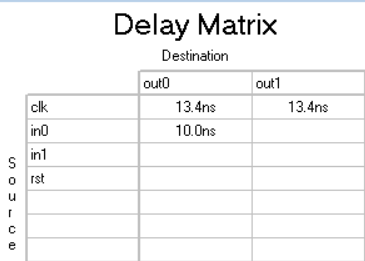 Delay Matrix
Destination
out0 out1
clk 13.4ns 13.4ns
in0 10.0ns
in1
rst
Source